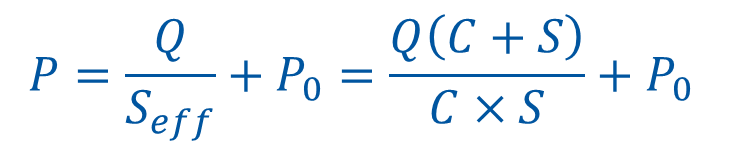 P = Q / S_eff + P_0 = Q(C + S) / C × S + P_0